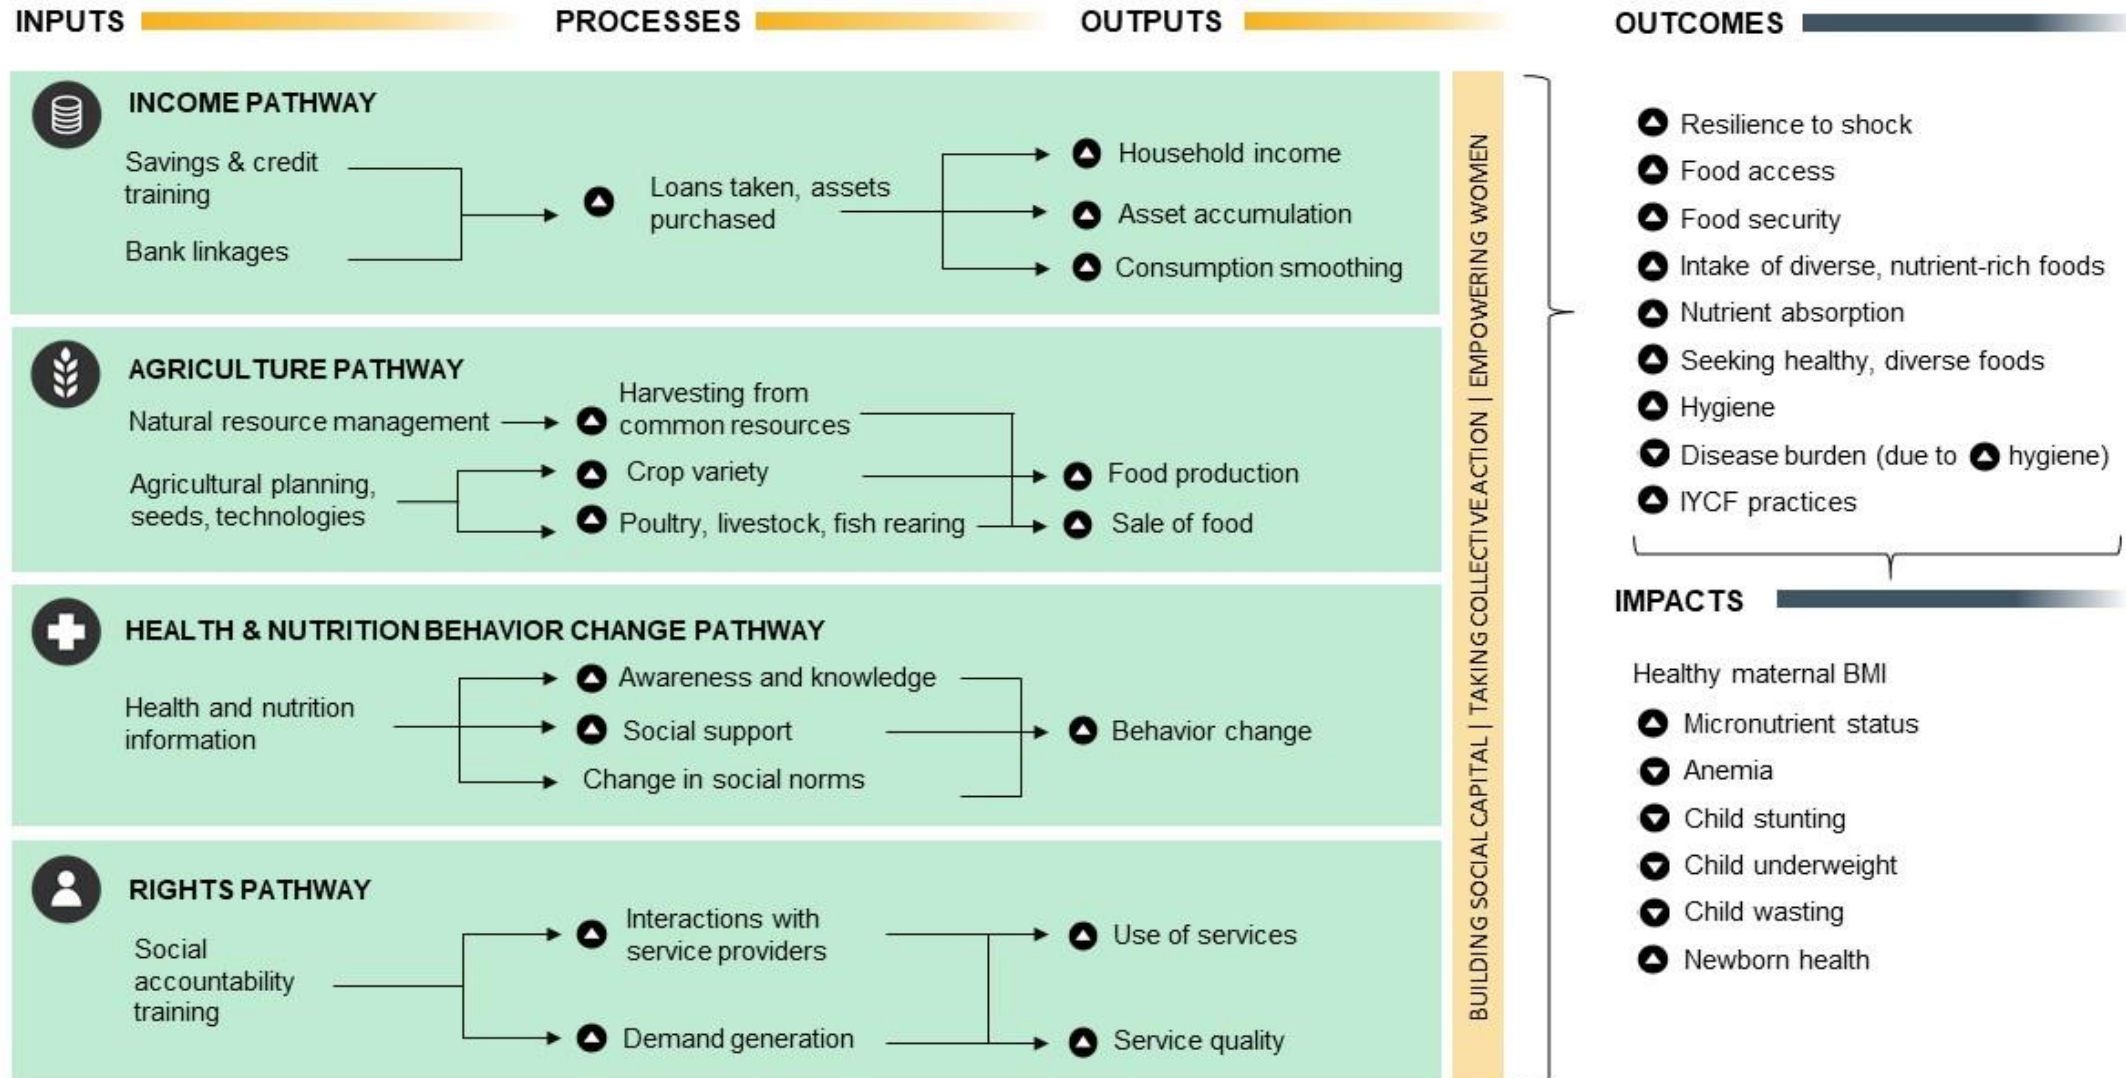 INPUTS
PROCESSES
OUTPUTS
OUTCOMES
INCOME PATHWAY
Savings & credit
training
Bank linkages
Loans taken, assets
purchased
Household income
Asset accumulation
Consumption smoothing
AGRICULTURE PATHWAY
Natural resource management
Agricultural planning,
seeds, technologies
Harvesting from
common resources
Crop variety
Poultry, livestock, fish rearing
Food production
Sale of food
HEALTH & NUTRITION BEHAVIOR CHANGE PATHWAY
Health and nutrition
information
Awareness and knowledge
Social support
Change in social norms
Behavior change
RIGHTS PATHWAY
Social
accountability
training
Interactions with
service providers
Demand generation
Use of services
Service quality
BUILDING SOCIAL CAPITAL | TAKING COLLECTIVE ACTION | EMPOWERING WOMEN
Resilience to shock
Food access
Food security
Intake of diverse, nutrient-rich foods
Nutrient absorption
Seeking healthy, diverse foods
Hygiene
Disease burden (due to hygiene)
IYCF practices
IMPACTS
Healthy maternal BMI
Micronutrient status
Anemia
Child stunting
Child underweight
Child wasting
Newborn health